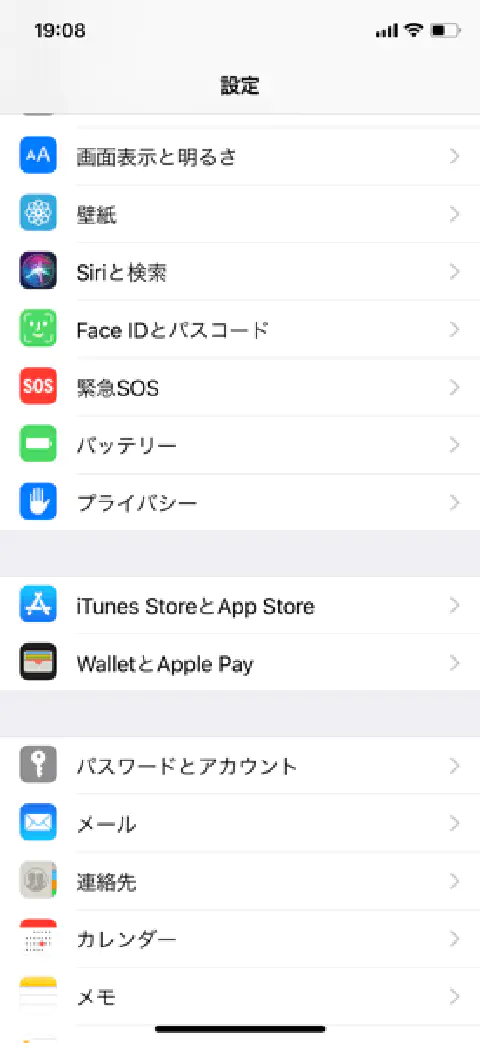 19:08
設定
AA
画面表示と明るさ
壁紙
Siriと検索
Face IDとパスコード
SOS
緊急SOS
バッテリー
プライバシー
iTunes StoreとApp Store
WalletとApple Pay
パスワードとアカウント
メール
連絡先
カレンダー
メモ